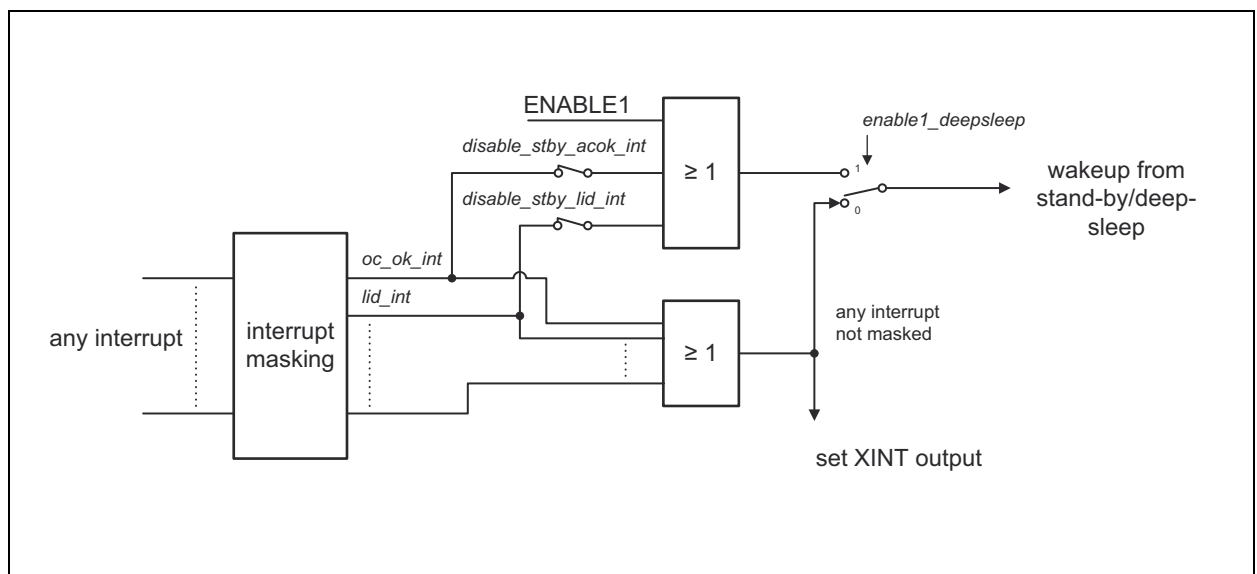 ENABLE1
enable1_deepsleep
disable_stby_acok_int
≥ 1
1
wakeup from
stand-by/deep-
sleep
disable_stby_lid_int
0
oc_ok_int
lid_int
any interrupt
not masked
any interrupt
interrupt
masking
≥ 1
set XINT output